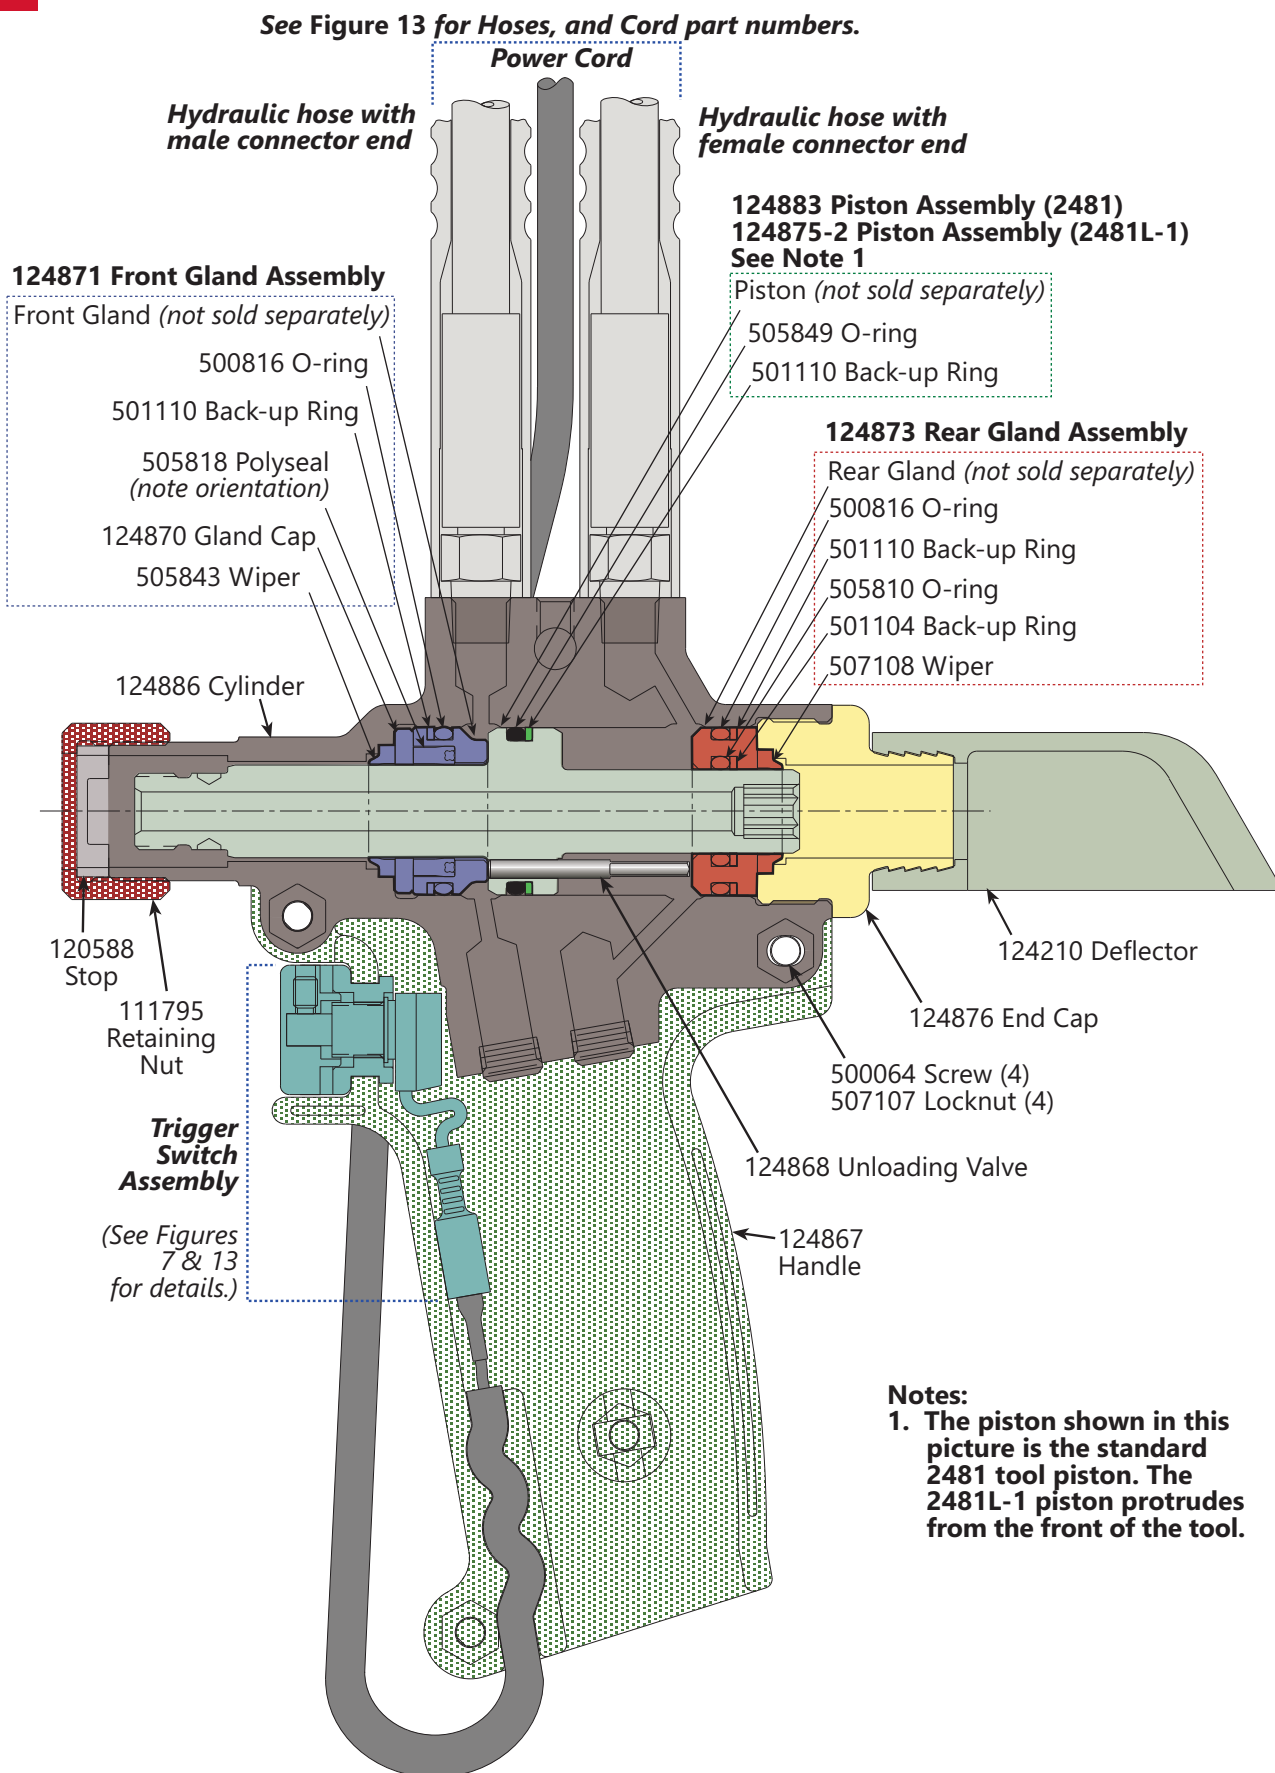 See Figure 13 for Hoses, and Cord part numbers.
Power Cord
Hydraulic hose with
male connector end
Hydraulic hose with
female connector end
124883 Piston Assembly (2481)
124875-2 Piston Assembly (2481L-1)
See Note 1
Piston (not sold separately)
505849 O-ring
501110 Back-up Ring
124871 Front Gland Assembly
Front Gland (not sold separately)
500816 O-ring
501110 Back-up Ring
505818 Polyseal
(note orientation)
124870 Gland Cap
505843 Wiper
124873 Rear Gland Assembly
Rear Gland (not sold separately)
500816 O-ring
501110 Back-up Ring
505810 O-ring
501104 Back-up Ring
507108 Wiper
124886 Cylinder
120588
Stop
111795
Retaining
Nut
124210 Deflector
124876 End Cap
500064 Screw (4)
507107 Locknut (4)
124868 Unloading Valve
Trigger
Switch
Assembly
(See Figures
7 & 13
for details.)
124867
Handle
Notes:
1. The piston shown in this
picture is the standard
2481 tool piston. The
2481L-1 piston protrudes
from the front of the tool.